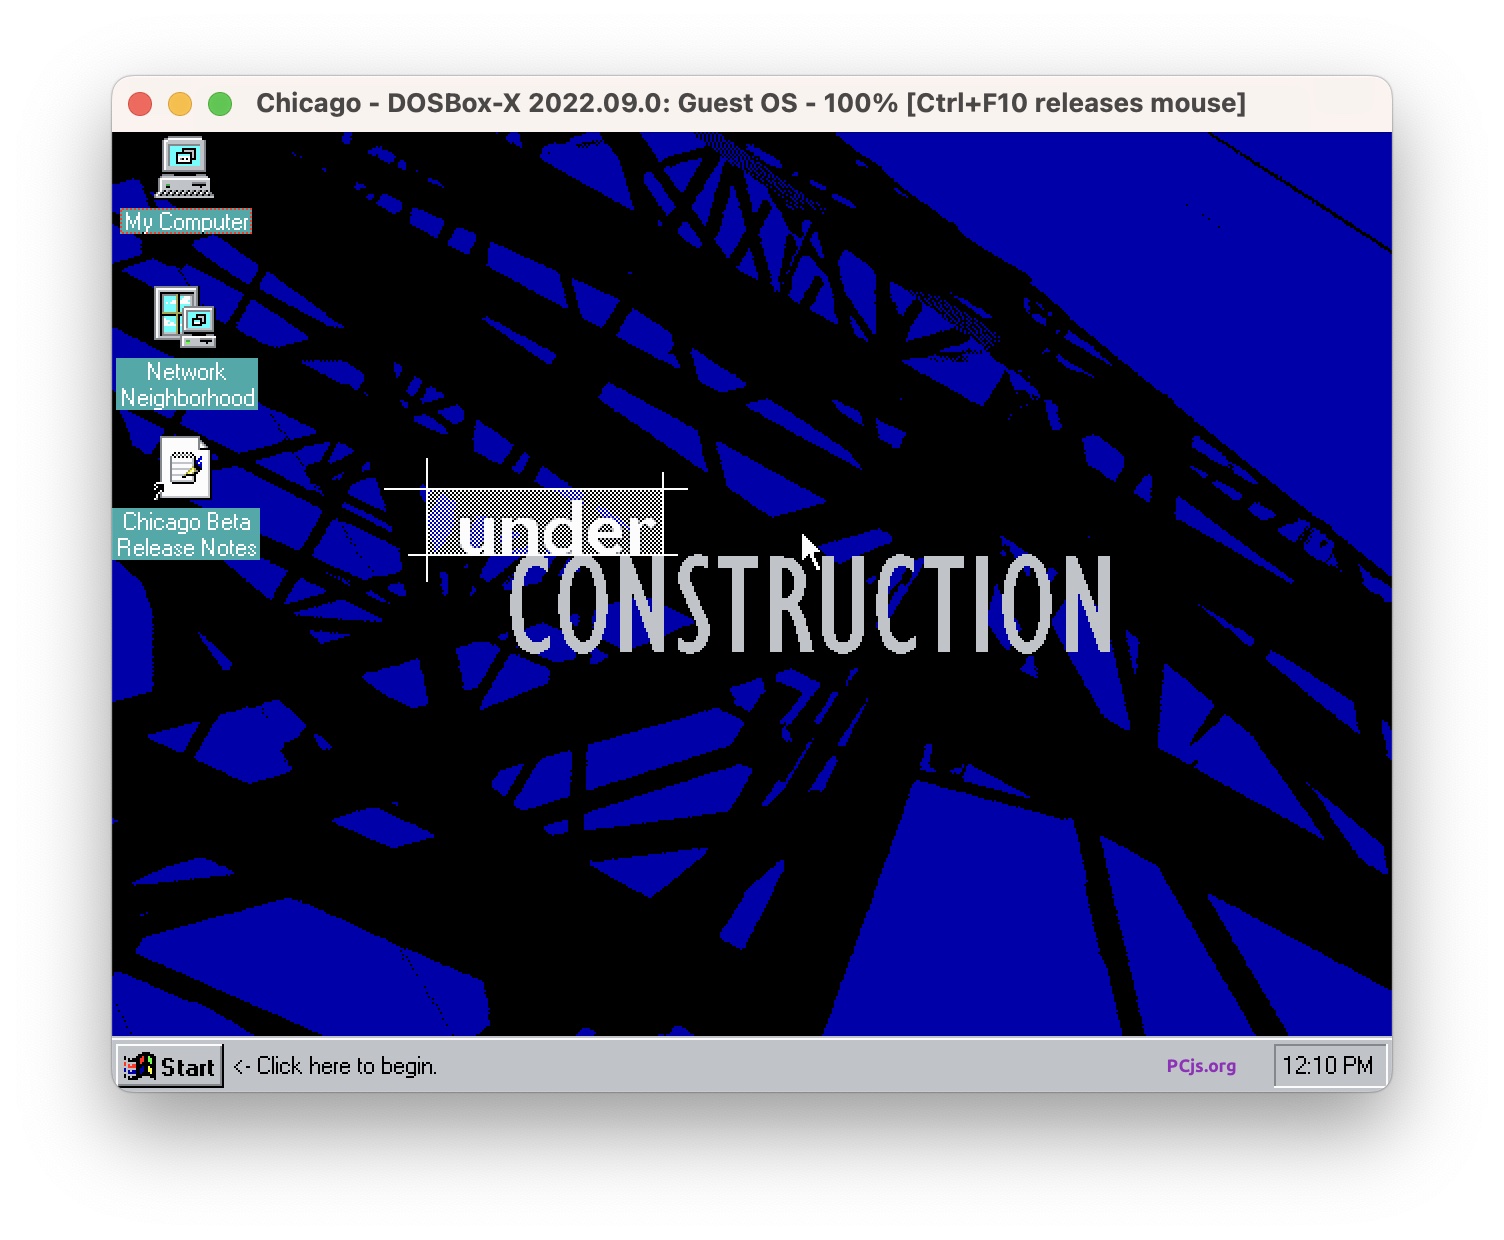 Chicago - DOSBox-X 2022.09.0: Guest OS - 100% [Ctrl+F10 releases mouse]
My Computer
Network
Neighborhood
Chicago Beta
Release Notes
under
CONSTRUCTION
Start
<- Click here to begin.
PCjs.org
12:10 PM